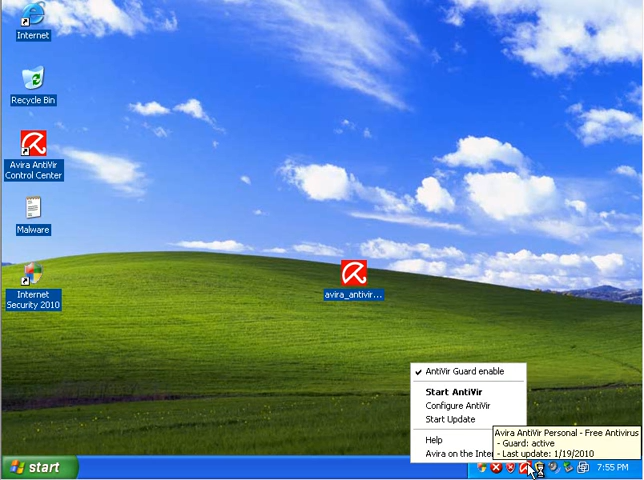 Internet
Recycle Bin
Avira AntiVir
Control Center
Malware
Internet
Security 2010
avira_antivir...
AntiVir Guard enable
Start AntiVir
Configure AntiVir
Start Update
Help
Avira on the Inte
Avira AntiVir Personal - Free Antivirus
- Guard: active
- Last update: 1/19/2010
start
7:55 PM